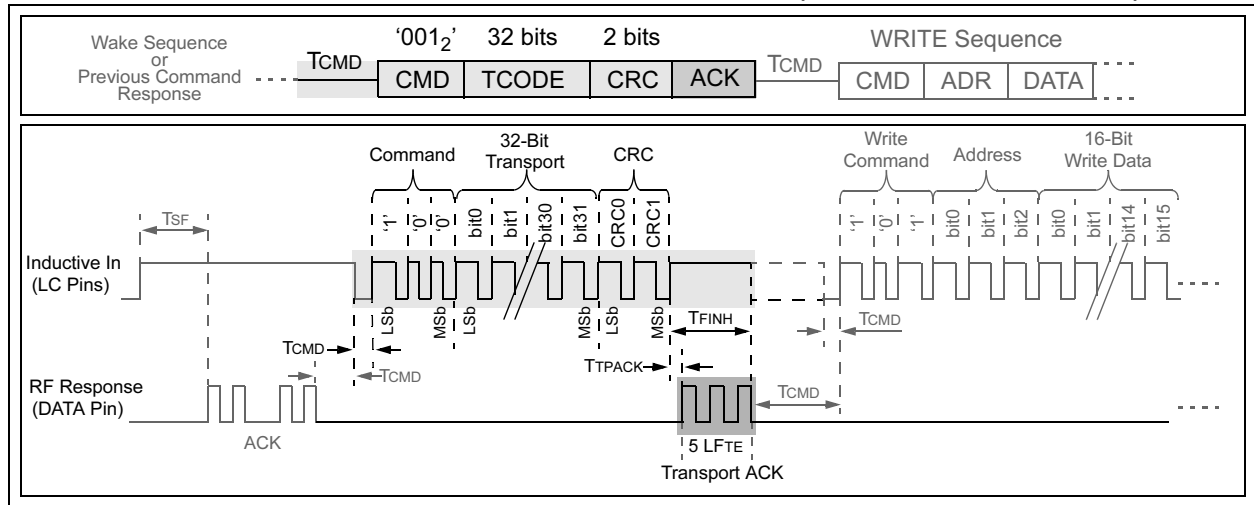 Wake Sequence
or
Previous Command
Response
TCMD
'001₂'
32 bits
2 bits
CMD
TCODE
CRC
ACK
TCMD
WRITE Sequence
CMD
ADR
DATA
Command
32-Bit
Transport
CRC
Write
Command
Address
16-Bit
Write Data
'1'
'0'
'0'
bit0
bit1
bit30
bit31
CRC0
CRC1
'1'
'0'
'1'
bit0
bit1
bit2
bit0
bit1
bit14
bit15
TSF
Inductive In
(LC Pins)
LSb
MSb
LSb
MSb
LSb
MSb
TFINH
TCMD
TCMD
TCMD
TTPACK
RF Response
(DATA Pin)
TCMD
ACK
5 LFTE
Transport ACK